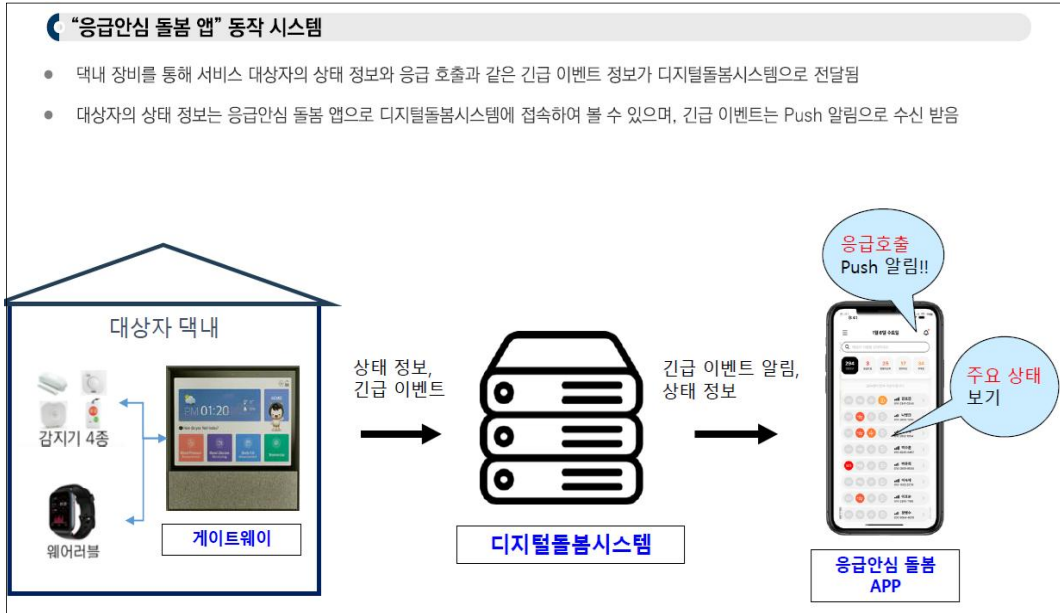 “응급안심 돌봄 앱” 동작 시스템
댁내 장비를 통해 서비스 대상자의 상태 정보와 응급 호출과 같은 긴급 이벤트 정보가 디지털돌봄시스템으로 전달됨
대상자의 상태 정보는 응급안심 돌봄 앱으로 디지털돌봄시스템에 접속하여 볼 수 있으며, 긴급 이벤트는 Push 알림으로 수신 받음
응급호출
Push 알림!!
대상자 댁내
감지기 4종
웨어러블
PM 01:20
게이트웨이
상태 정보,
긴급 이벤트
디지털돌봄시스템
긴급 이벤트 알림,
상태 정보
주요 상태
보기
294
응급안심 돌봄
APP